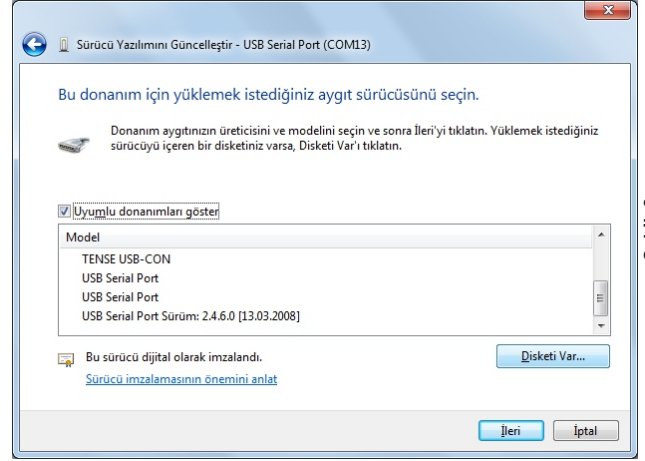 Sürücü Yazılımını Güncelleştir - USB Serial Port (COM13)
Bu donanım için yüklemek istediğiniz aygıt sürücüsünü seçin.
Donanım aygıtınızın üreticisini ve modelini seçin ve sonra İleri'yi tıklatın. Yüklemek istediğiniz
sürücüyü içeren bir disketiniz varsa, Disketi Var'ı tıklatın.
Uyumlu donanımları göster
Model
TENSE USB-CON
USB Serial Port
USB Serial Port
USB Serial Port Sürüm: 2.4.6.0 [13.03.2008]
Bu sürücü dijital olarak imzalandı.
Disketi Var...
Sürücü imzalamasının önemini anlat
İleri
İptal